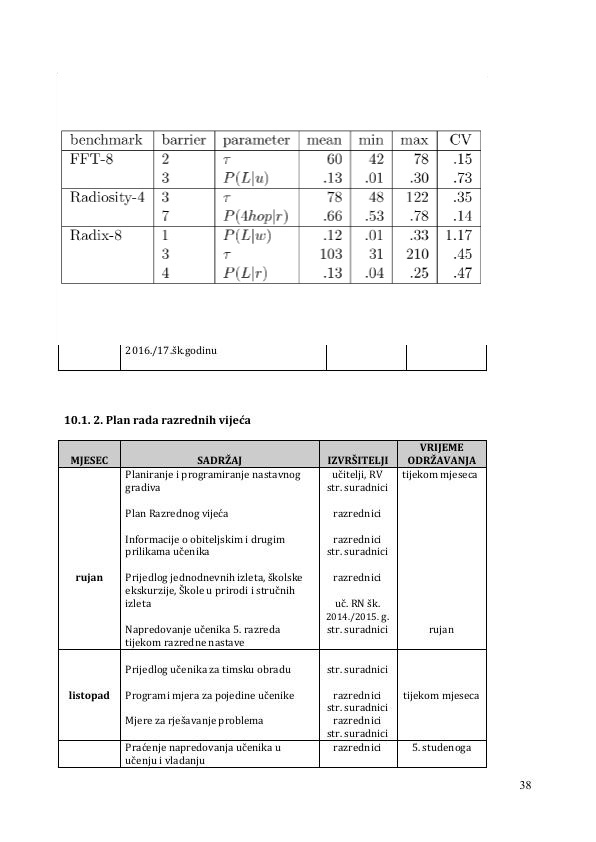 benchmark barrier parameter mean min max CV
FFT-8 2 τ 60 42 78 .15
3 P(L|u) .13 .01 .30 .73
Radiosity-4 3 τ 78 48 122 .35
7 P(4hop|r) .66 .53 .78 .14
Radix-8 1 P(L|w) .12 .01 .33 1.17
3 τ 103 31 210 .45
4 P(L|r) .13 .04 .25 .47
2016./17.šk.godinu
10.1. 2. Plan rada razrednih vijeća
VRIJEME
MJESEC SADRŽAJ IZVRŠITELJI ODRŽAVANJA
Planiranje i programiranje nastavnog učitelji, RV tijekom mjeseca
gradiva str. suradnici
Plan Razrednog vijeća razrednici
Informacije o obiteljskim i drugim razrednici
prilikama učenika str. suradnici
rujan Prijedlog jednodnevnih izleta, školske razrednici
ekskurzije, Škole u prirodi i stručnih
izleta uč. RN šk.
2014./2015. g.
Napredovanje učenika 5. razreda str. suradnici rujan
tijekom razredne nastave
Prijedlog učenika za timsku obradu str. suradnici
listopad Programi mjera za pojedine učenike razrednici tijekom mjeseca
str. suradnici
Mjere za rješavanje problema razrednici
str. suradnici
Praćenje napredovanja učenika u razrednici 5. studenoga
učenju i vladanju
38